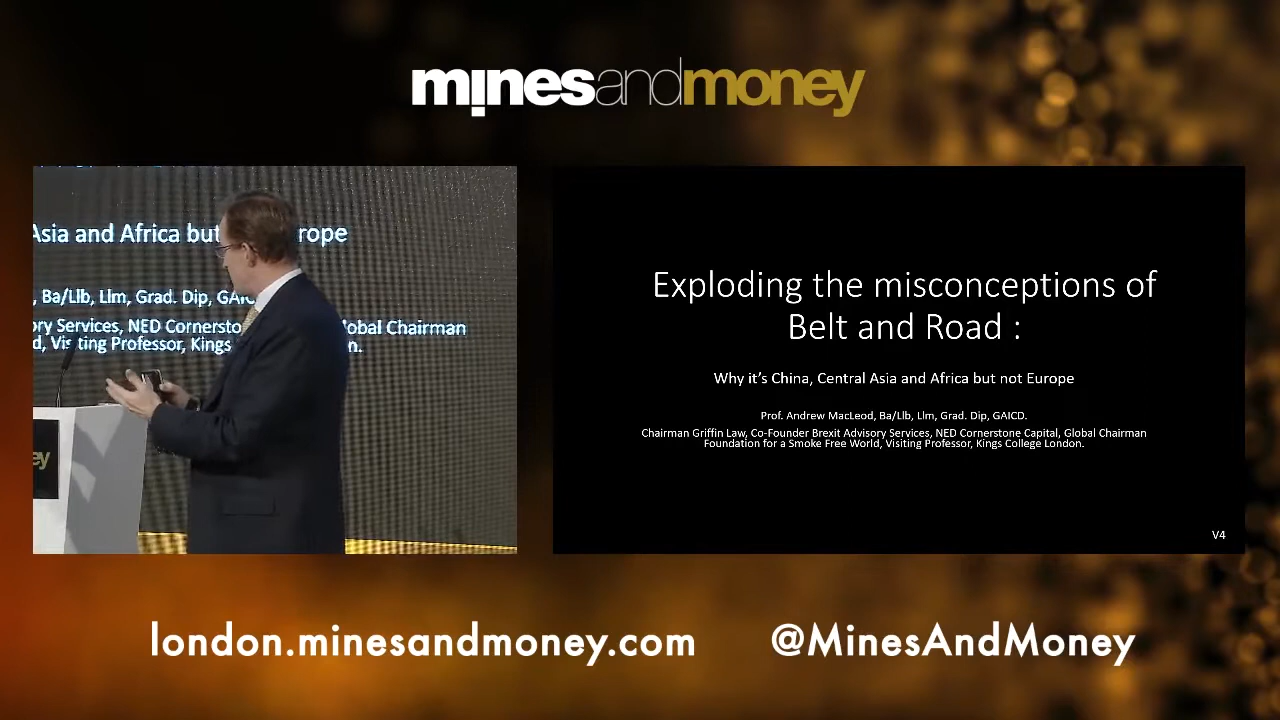 minesandmoney
Asia and Africa but rope
, Ba/Llb, Llm, Grad. Dip, GAIC
ory Services, NED Cornersto lobal Chairman
d, Visiting Professor, Kings n.
ey
Exploding the misconceptions of
Belt and Road :
Why it's China, Central Asia and Africa but not Europe
Prof. Andrew MacLeod, Ba/Llb, Llm, Grad. Dip, GAICD.
Chairman Griffin Law, Co-Founder Brexit Advisory Services, NED Cornerstone Capital, Global Chairman
Foundation for a Smoke Free World, Visiting Professor, Kings College London.
V4
london.minesandmoney.com
@MinesAndMoney